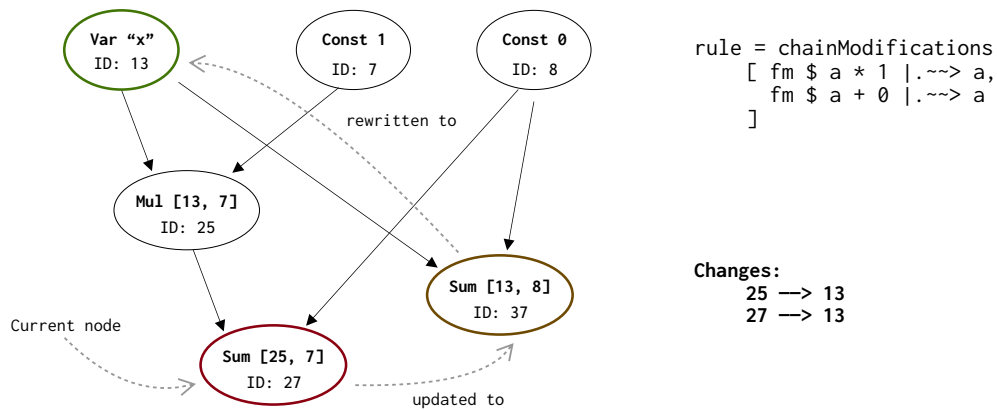 Var “x”
ID: 13
Const 1
ID: 7
Const 0
ID: 8
rule = chainModifications
[ fm $ a * 1 |.~~> a,
fm $ a + 0 |.~~> a
]
rewritten to
Mul [13, 7]
ID: 25
Sum [13, 8]
ID: 37
Changes:
25 ––> 13
27 ––> 13
Current node
Sum [25, 7]
ID: 27
updated to